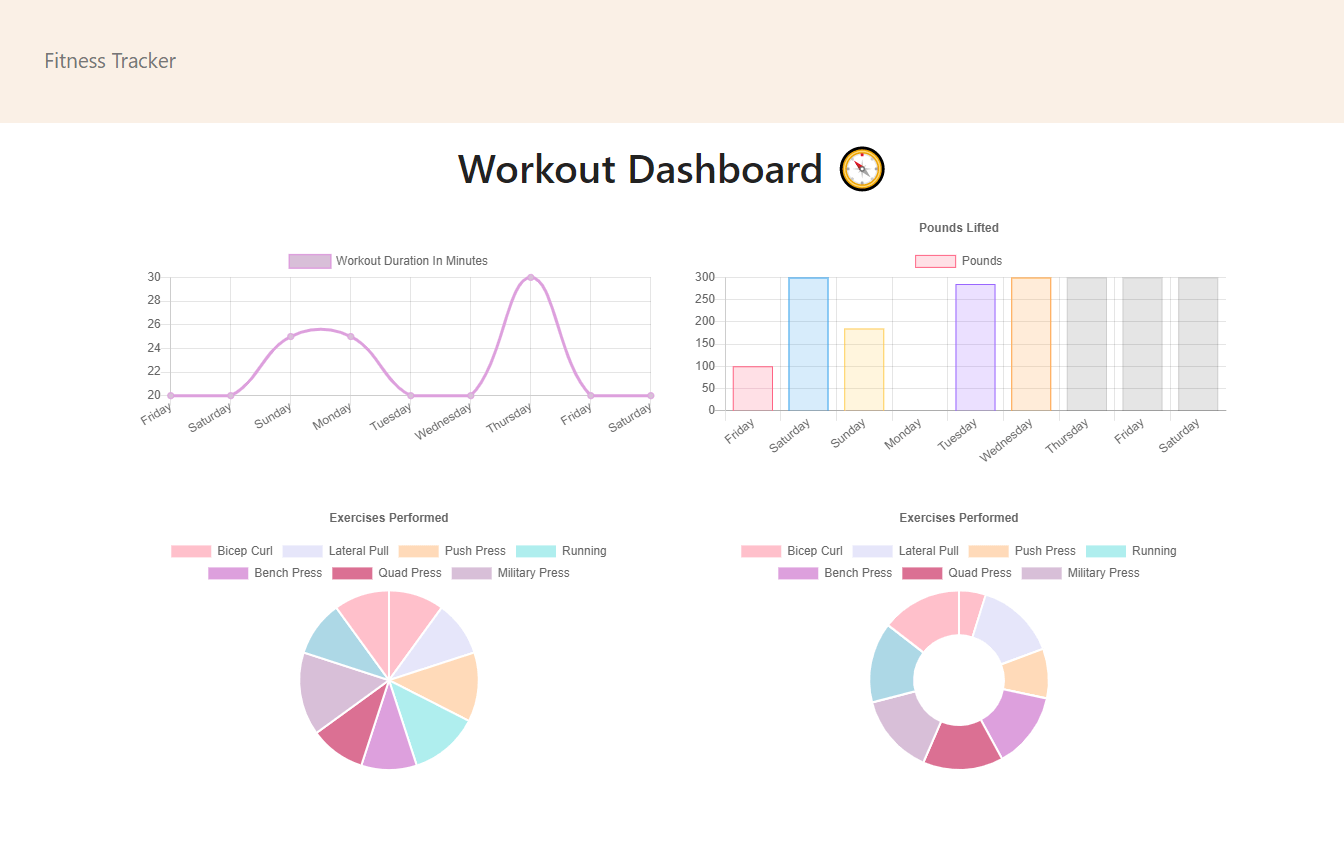 Fitness Tracker
Workout Dashboard
Workout Duration In Minutes
30
28
26
24
22
20
Friday Saturday Sunday Monday Tuesday Wednesday Thursday Friday Saturday
Pounds Lifted
Pounds
300
250
200
150
100
50
0
Friday Saturday Sunday Monday Tuesday Wednesday Thursday Friday Saturday
Exercises Performed
Bicep Curl Lateral Pull Push Press Running
Bench Press Quad Press Military Press
Exercises Performed
Bicep Curl Lateral Pull Push Press Running
Bench Press Quad Press Military Press